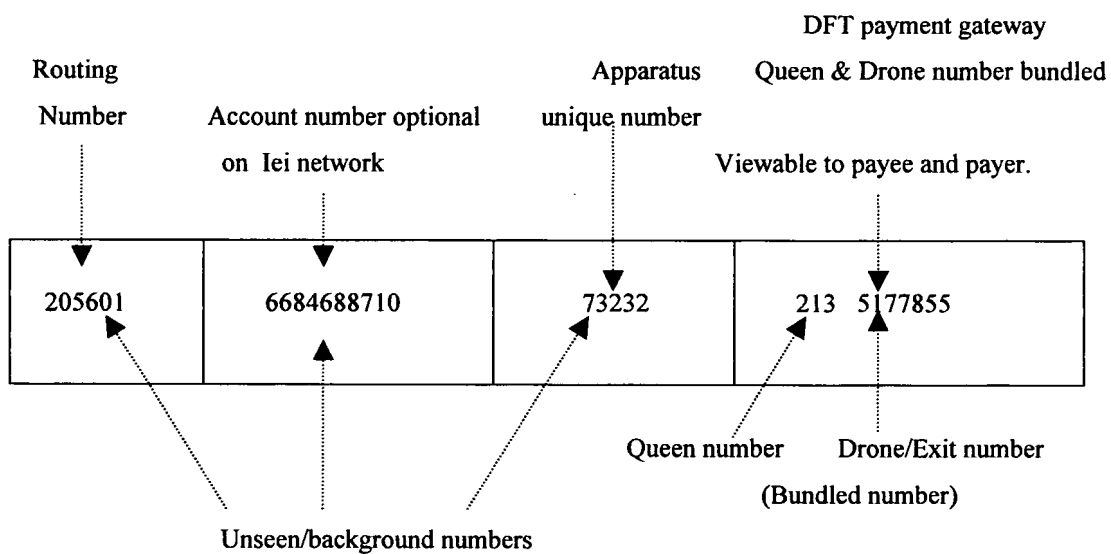 DFT payment gateway
Routing
Apparatus
Queen & Drone number bundled
Number
Account number optional
unique number
on Iei network
Viewable to payee and payer.
205601
6684688710
73232
213 5177855
Queen number
Drone/Exit number
(Bundled number)
Unseen/background numbers